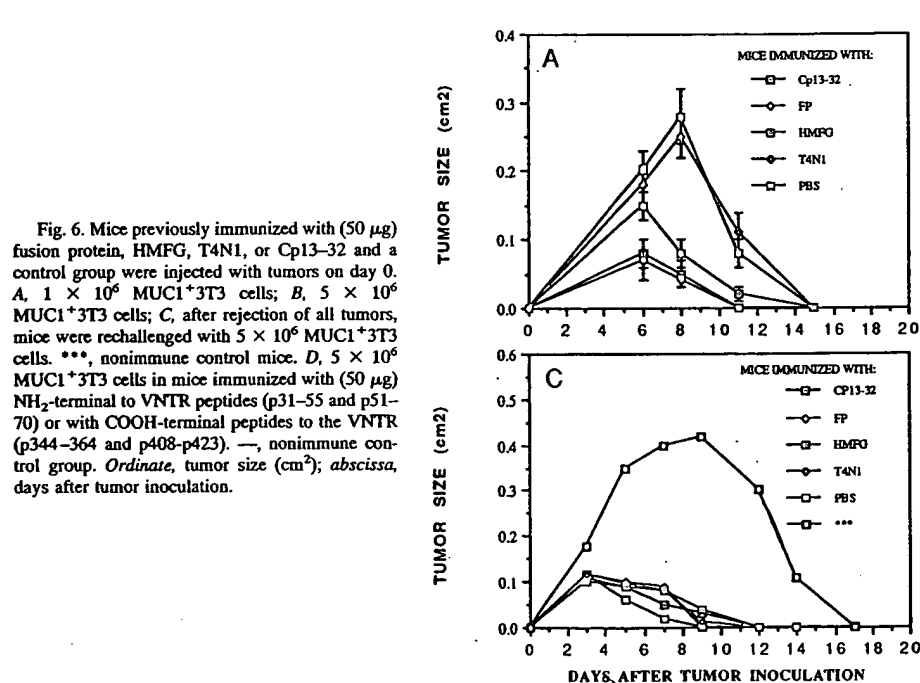 Fig. 6. Mice previously immunized with (50 μg)
fusion protein, HMFG, T4N1, or Cp13–32 and a
control group were injected with tumors on day 0.
A, 1 × 10⁶ MUC1⁺3T3 cells; B, 5 × 10⁶
MUC1⁺3T3 cells; C, after rejection of all tumors,
mice were rechallenged with 5 × 10⁶ MUC1⁺3T3
cells. ***, nonimmune control mice. D, 5 × 10⁶
MUC1⁺3T3 cells in mice immunized with (50 μg)
NH₂-terminal to VNTR peptides (p31–55 and p51–
70) or with COOH-terminal peptides to the VNTR
(p344–364 and p408-p423). —, nonimmune con-
trol group. Ordinate, tumor size (cm²); abscissa,
days after tumor inoculation.
A
MICE IMMUNIZED WITH:
Cp13-32
FP
HMFG
T4N1
PBS
TUMOR SIZE (cm2)
0.4
0.3
0.2
0.1
0.0
0 2 4 6 8 10 12 14 16 18 20
C
MICE IMMUNIZED WITH:
CP13-32
FP
HMFG
T4N1
PBS
***
TUMOR SIZE (cm2)
0.6
0.5
0.4
0.3
0.2
0.1
0.0
0 2 4 6 8 10 12 14 16 18 20
DAYS AFTER TUMOR INOCULATION